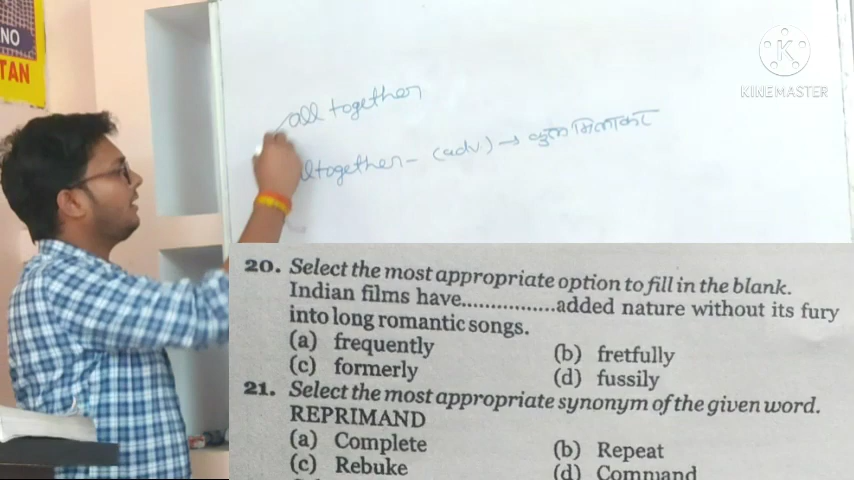 NO
TAN
K
KINEMASTER
all together
altogether - (adv) → कुल मिलाकर
20. Select the most appropriate option to fill in the blank.
Indian films have................added nature without its fury
into long romantic songs.
(a) frequently (b) fretfully
(c) formerly (d) fussily
21. Select the most appropriate synonym of the given word.
REPRIMAND
(a) Complete (b) Repeat
(c) Rebuke (d) Command